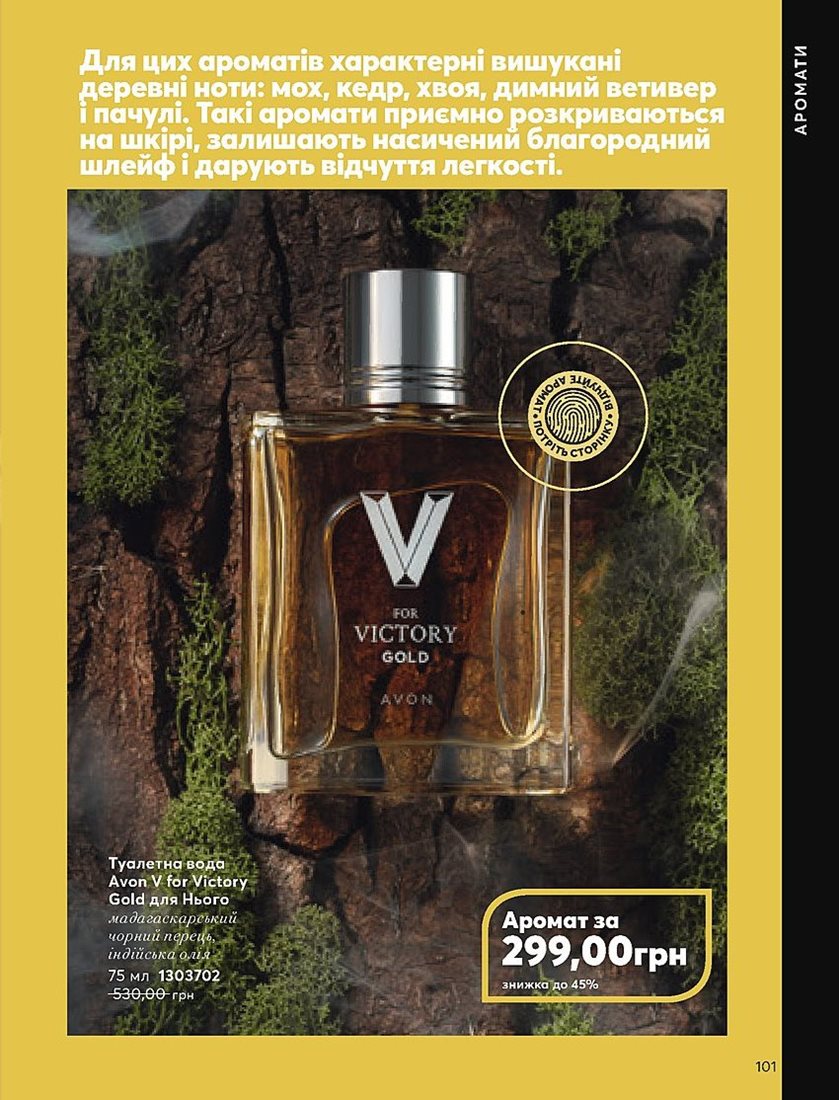 Для цих ароматів характерні вишукані
деревні ноти: мох, кедр, хвоя, димний ветивер
і пачулі. Такі аромати приємно розкриваються
на шкірі, залишають насичений благородний
шлейф і дарують відчуття легкості.
АРОМАТИ
ВІДЧУЙТЕ АРОМАТ • ПОТРІТЬ СТОРІНКУ •
V
FOR
VICTORY
GOLD
AVON
Туалетна вода
Avon V for Victory
Gold для Нього
мадагаскарський
чорний перець,
індійська олія
75 мл 1303702
530,00 грн
Аромат за
299,00грн
знижка до 45%
101